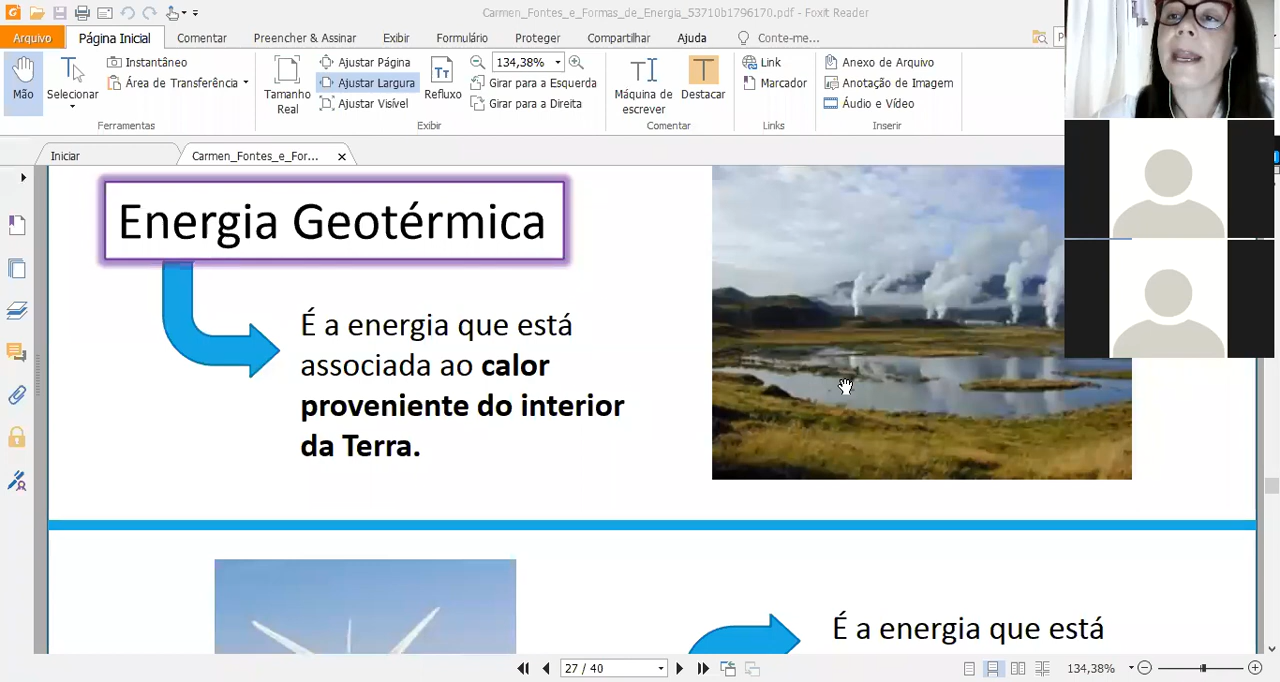 Carmen_Fontes_e_Formas_de_Energia_53710b1796170.pdf - Foxit Reader
Arquivo Página Inicial Comentar Preencher & Assinar Exibir Formulário Proteger Compartilhar Ajuda Conte-me...
Mão
Selecionar
Instantâneo
Área de Transferência
Ferramentas
Tamanho Real
Ajustar Página
Ajustar Largura
Ajustar Visível
Refluxo
134,38%
Girar para a Esquerda
Girar para a Direita
Exibir
Máquina de escrever
Destacar
Comentar
Link
Marcador
Links
Anexo de Arquivo
Anotação de Imagem
Áudio e Vídeo
Inserir
Iniciar
Carmen_Fontes_e_For...
Energia Geotérmica
É a energia que está
associada ao calor
proveniente do interior
da Terra.
É a energia que está
27 / 40
134,38%